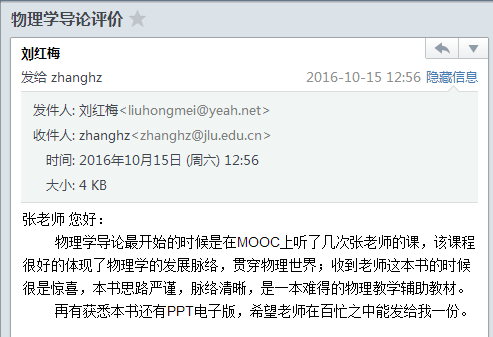 物理学导论评价
刘红梅
发给 zhanghz 2016-10-15 12:56 隐藏信息
发件人: 刘红梅<liuhongmei@yeah.net>
收件人: zhanghz<zhanghz@jlu.edu.cn>
时间: 2016年10月15日 (周六) 12:56
大小: 4 KB
张老师 您好：
物理学导论最开始的时候是在MOOC上听了几次张老师的课，该课程
很好的体现了物理学的发展脉络，贯穿物理世界；收到老师这本书的时候
很是惊喜，本书思路严谨，脉络清晰，是一本难得的物理教学辅助教材。
再有获悉本书还有PPT电子版，希望老师在百忙之中能发给我一份。